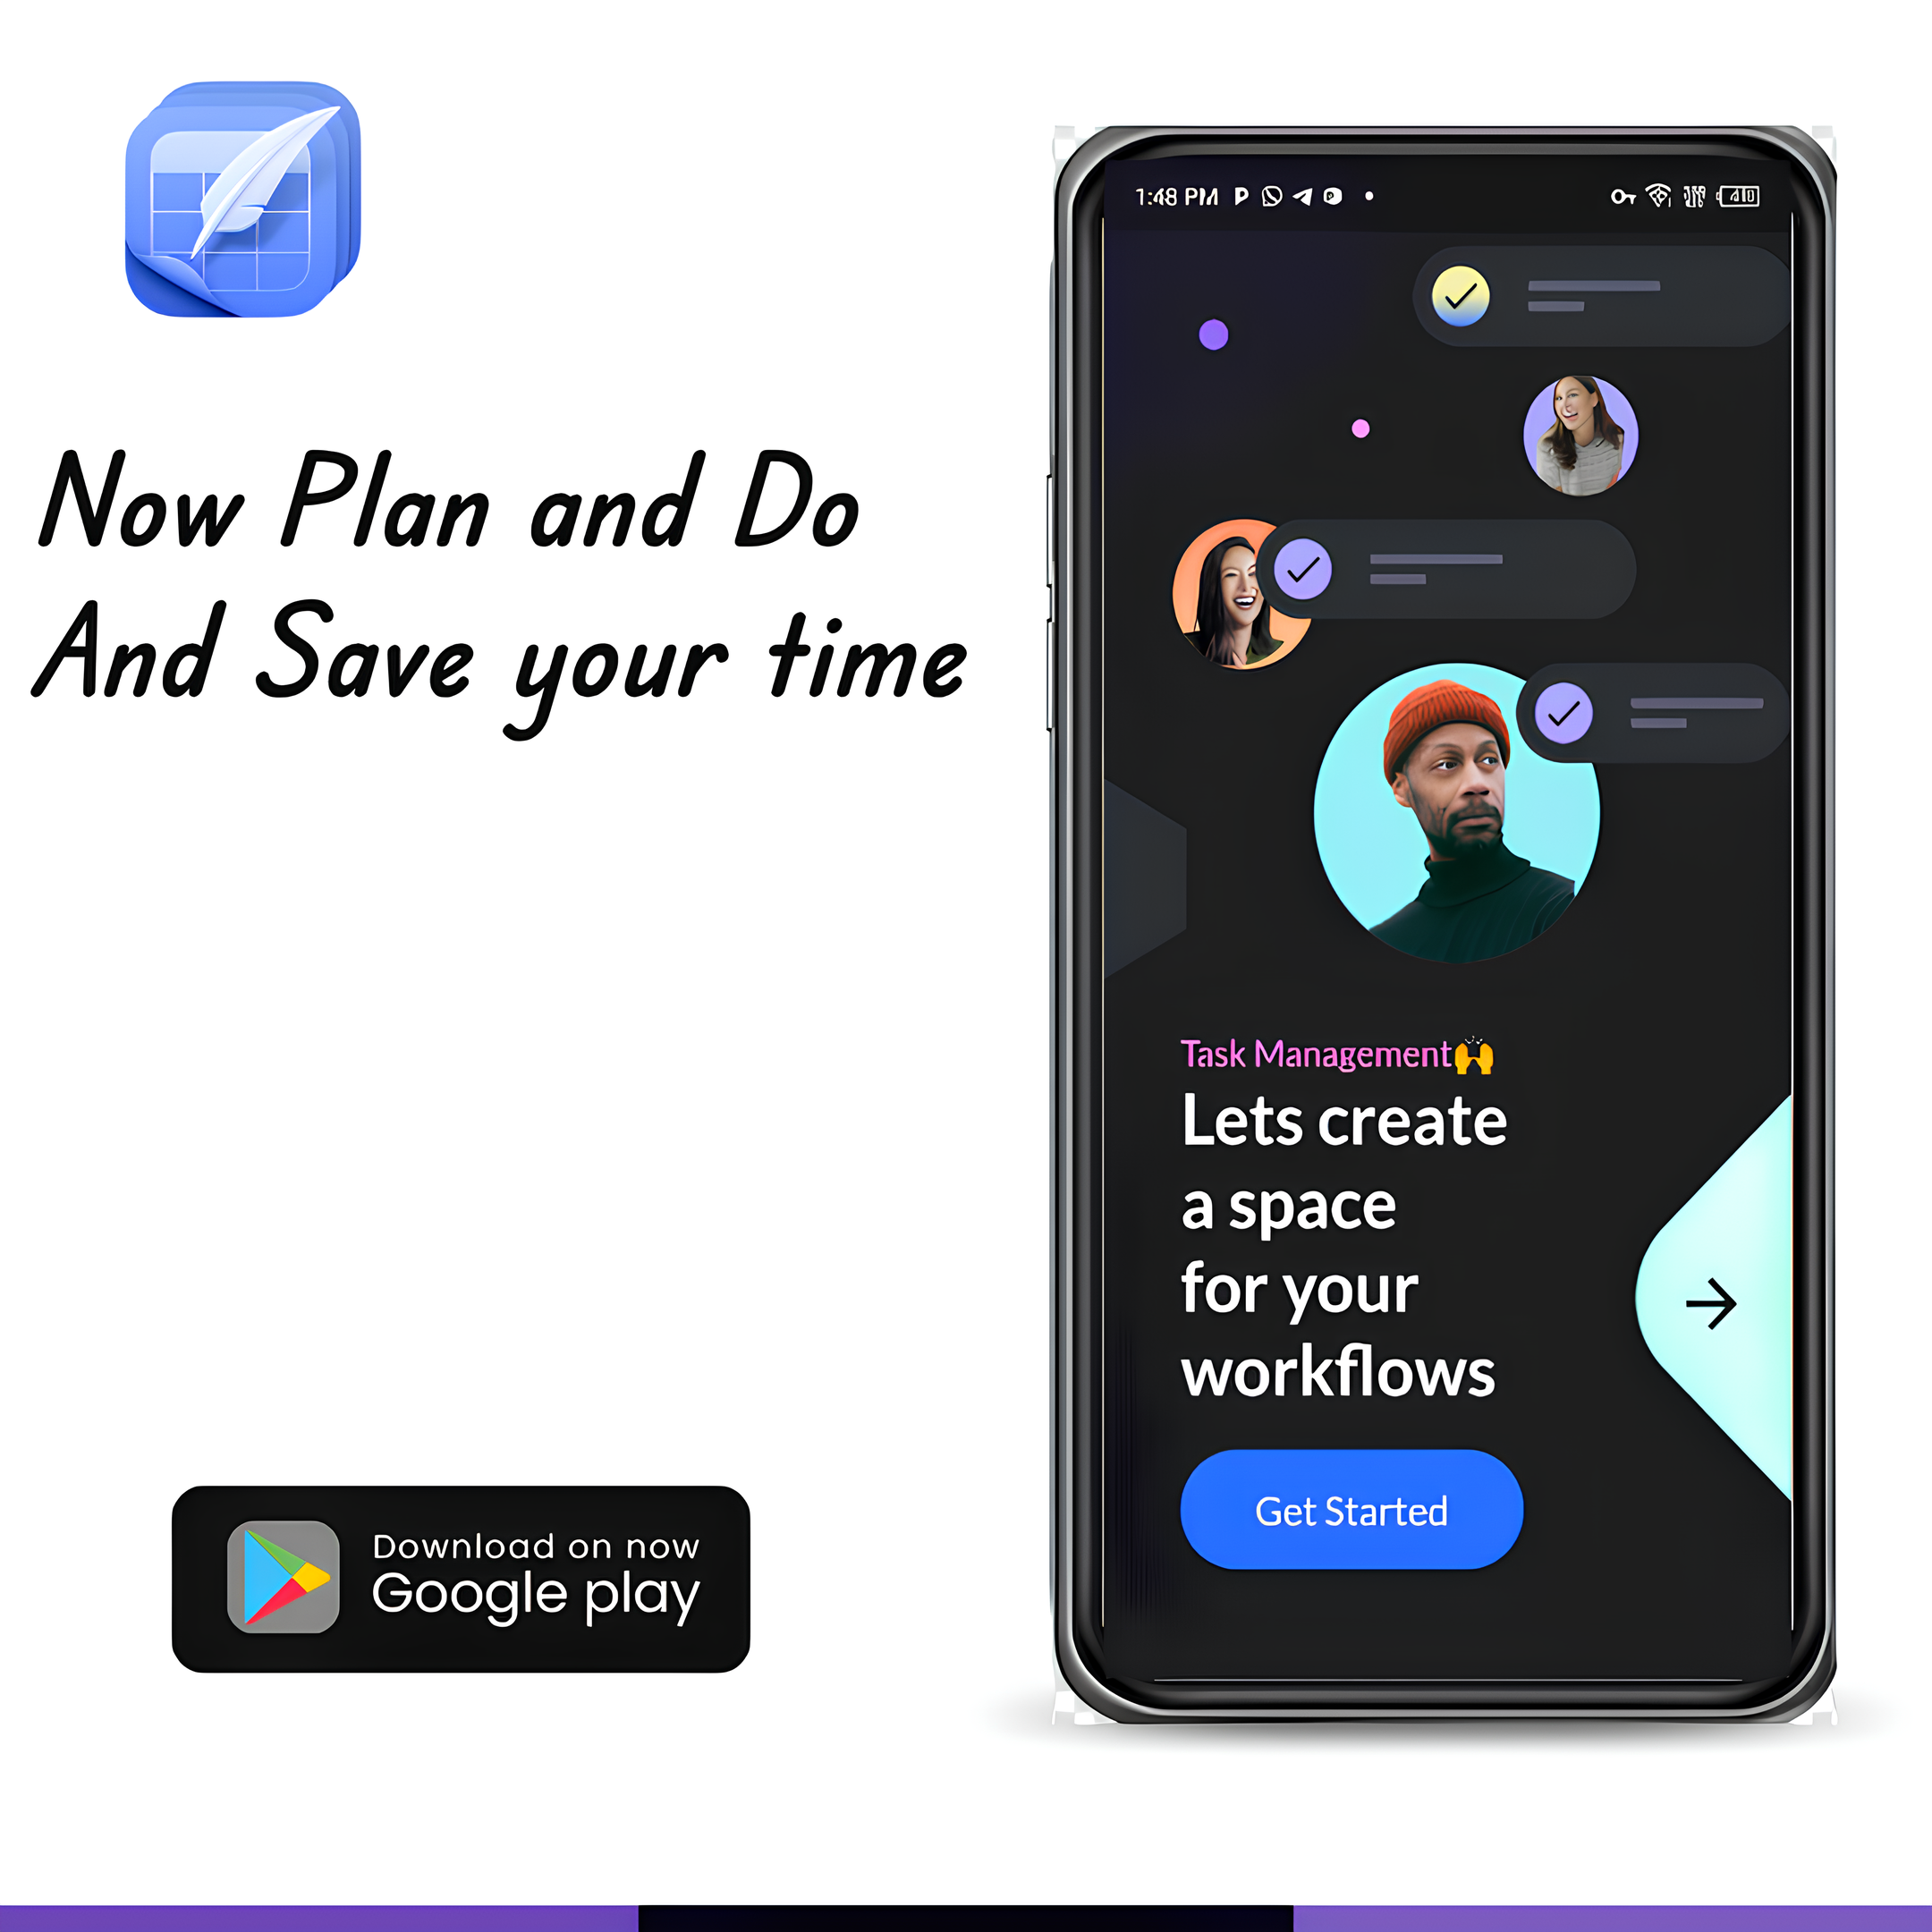 Now Plan and Do
And Save your time
Download on now
Google play
1:48 PM
Task Management🙌
Lets create
a space
for your
workflows
Get Started